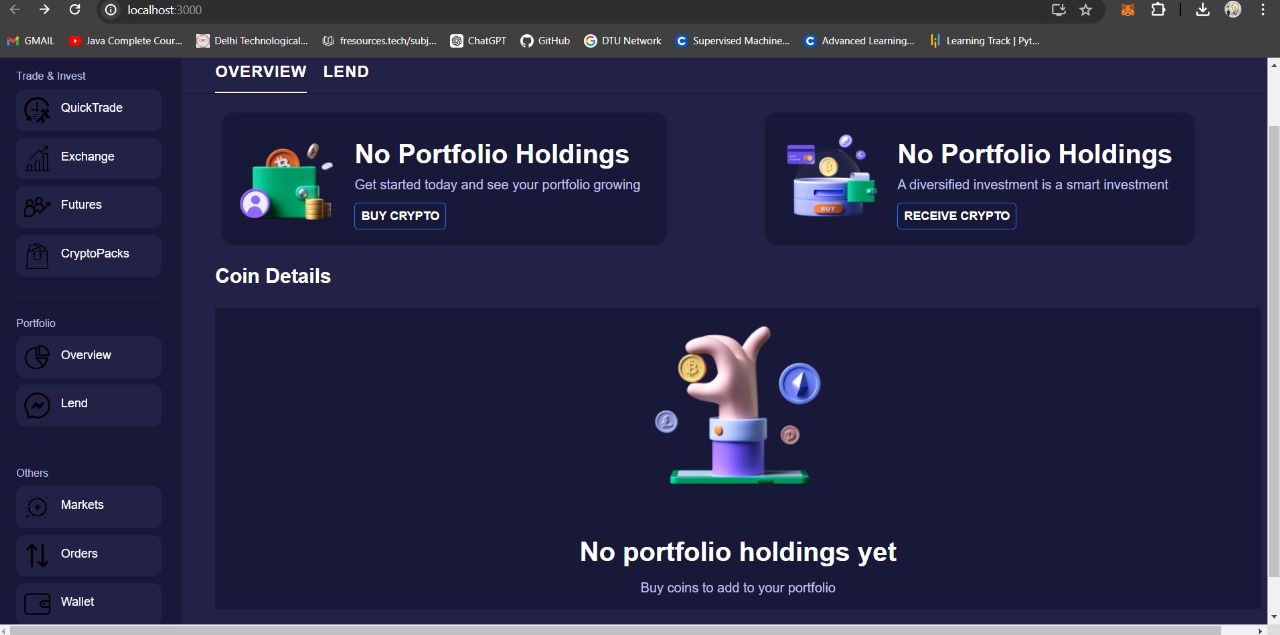 localhost:3000
GMAIL
Java Complete Cour...
Delhi Technological...
fresources.tech/subj...
ChatGPT
GitHub
DTU Network
Supervised Machine...
Advanced Learning...
Learning Track | Pyt...
Trade & Invest
QuickTrade
Exchange
Futures
CryptoPacks
Portfolio
Overview
Lend
Others
Markets
Orders
Wallet
OVERVIEW LEND
No Portfolio Holdings
Get started today and see your portfolio growing
BUY CRYPTO
BUY
No Portfolio Holdings
A diversified investment is a smart investment
RECEIVE CRYPTO
Coin Details
No portfolio holdings yet
Buy coins to add to your portfolio